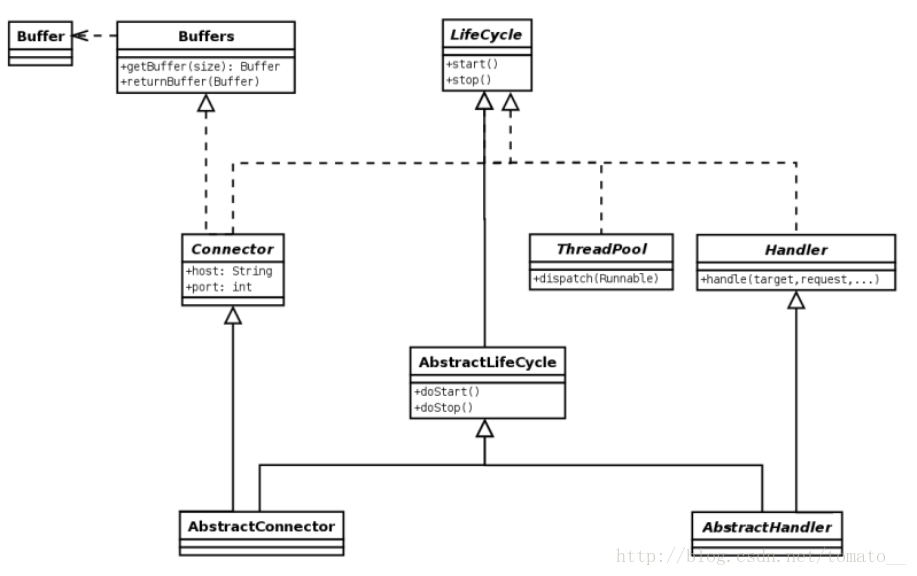 Buffer
Buffers
+getBuffer(size): Buffer
+returnBuffer(Buffer)
LifeCycle
+start()
+stop()
Connector
+host: String
+port: int
ThreadPool
+dispatch(Runnable)
Handler
+handle(target,request,...)
AbstractLifeCycle
+doStart()
+doStop()
AbstractConnector
AbstractHandler
http://blog.csdn.net/tomato__